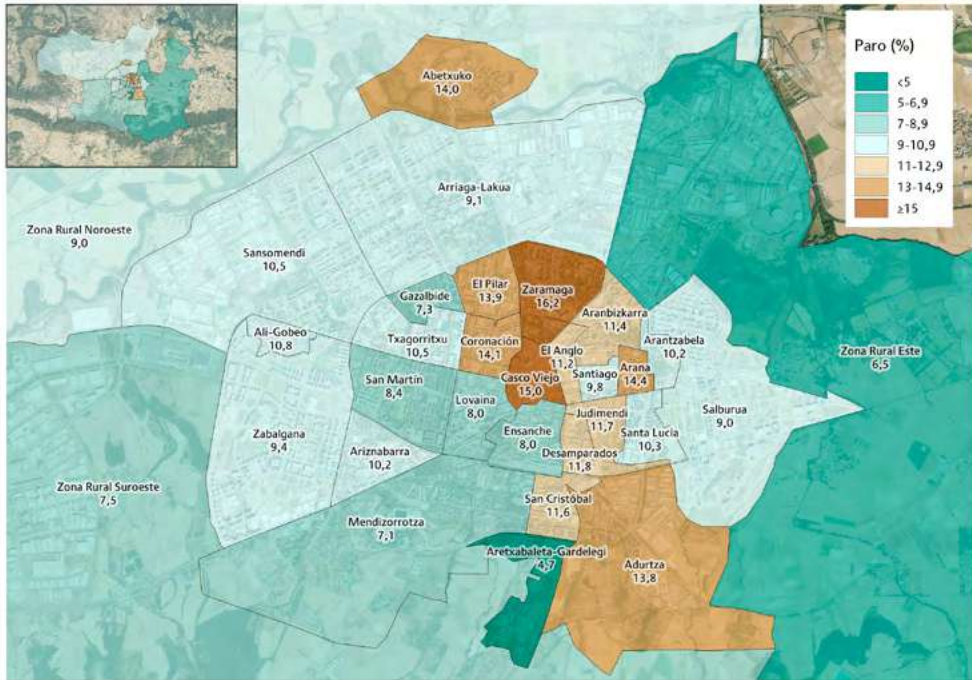 Paro (%)
<5
5-6,9
7-8,9
9-10,9
11-12,9
13-14,9
≥15
Abetxuko
14,0
Arriaga-Lakua
9,1
Zona Rural Noroeste
9,0
Sansomendi
10,5
El Pilar
13,9
Zaramaga
16,2
Gazalbide
7,3
Aranbizkarra
11,4
Ali-Gobeo
10,8
Txagorritxu
10,5
Coronación
14,1
El Anglo
11,2
Arantzabela
10,2
Zona Rural Este
6,5
Santiago
9,8
Arana
14,4
San Martín
8,4
Casco Viejo
15,0
Lovaina
8,0
Judimendi
11,7
Salburua
9,0
Zabalgana
9,4
Ensanche
8,0
Santa Lucía
10,3
Ariznabarra
10,2
Desamparados
11,8
Zona Rural Suroeste
7,5
San Cristóbal
11,6
Mendizorrotza
7,1
Aretxabaleta-Gardelegi
4,7
Adurtza
13,8